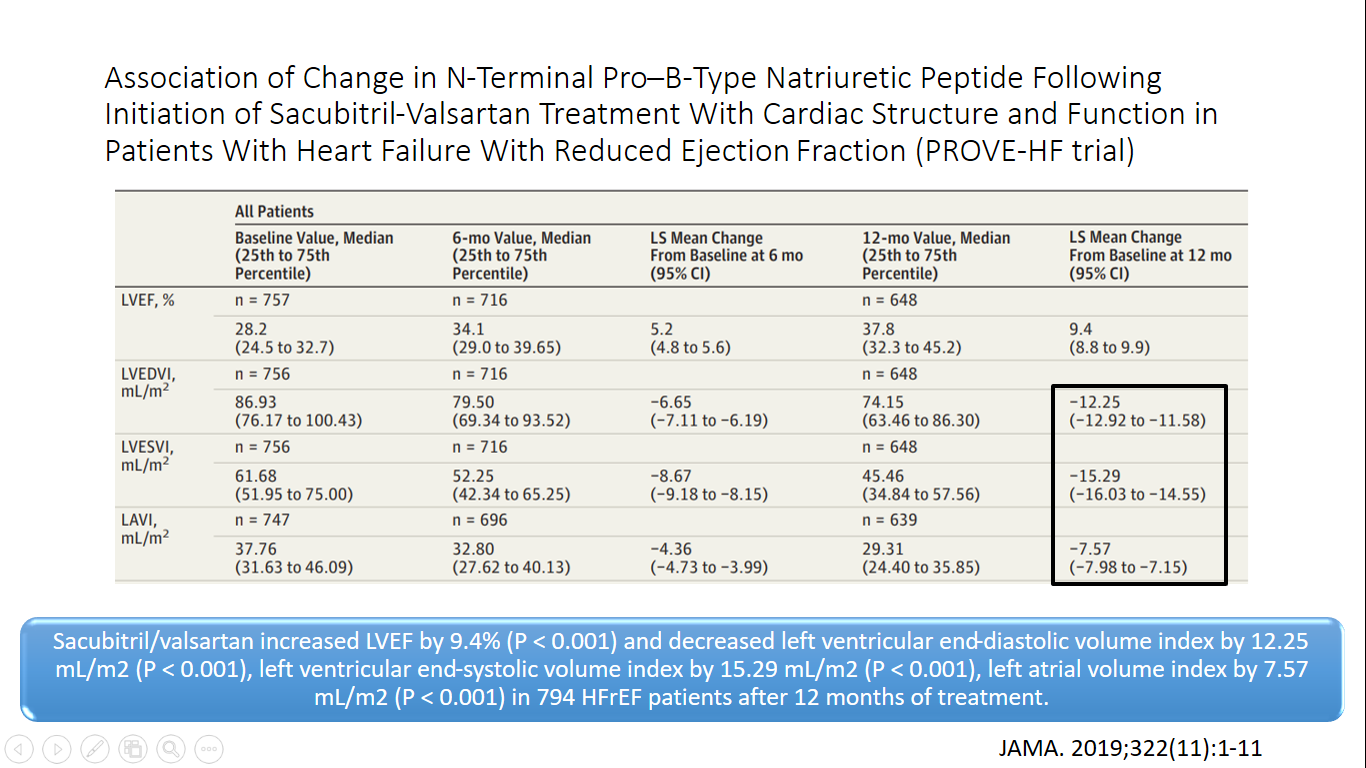 Association of Change in N-Terminal Pro–B-Type Natriuretic Peptide Following
Initiation of Sacubitril-Valsartan Treatment With Cardiac Structure and Function in
Patients With Heart Failure With Reduced Ejection Fraction (PROVE-HF trial)
All Patients
Baseline Value, Median (25th to 75th Percentile) 6-mo Value, Median (25th to 75th Percentile) LS Mean Change From Baseline at 6 mo (95% CI) 12-mo Value, Median (25th to 75th Percentile) LS Mean Change From Baseline at 12 mo (95% CI)
LVEF, % n = 757 n = 716 n = 648
28.2 34.1 5.2 37.8 9.4
(24.5 to 32.7) (29.0 to 39.65) (4.8 to 5.6) (32.3 to 45.2) (8.8 to 9.9)
LVEDVI, mL/m2 n = 756 n = 716 n = 648
86.93 79.50 −6.65 74.15 −12.25
(76.17 to 100.43) (69.34 to 93.52) (−7.11 to −6.19) (63.46 to 86.30) (−12.92 to −11.58)
LVESVI, mL/m2 n = 756 n = 716 n = 648
61.68 52.25 −8.67 45.46 −15.29
(51.95 to 75.00) (42.34 to 65.25) (−9.18 to −8.15) (34.84 to 57.56) (−16.03 to −14.55)
LAVI, mL/m2 n = 747 n = 696 n = 639
37.76 32.80 −4.36 29.31 −7.57
(31.63 to 46.09) (27.62 to 40.13) (−4.73 to −3.99) (24.40 to 35.85) (−7.98 to −7.15)
Sacubitril/valsartan increased LVEF by 9.4% (P < 0.001) and decreased left ventricular end-diastolic volume index by 12.25
mL/m2 (P < 0.001), left ventricular end-systolic volume index by 15.29 mL/m2 (P < 0.001), left atrial volume index by 7.57
mL/m2 (P < 0.001) in 794 HFrEF patients after 12 months of treatment.
JAMA. 2019;322(11):1-11